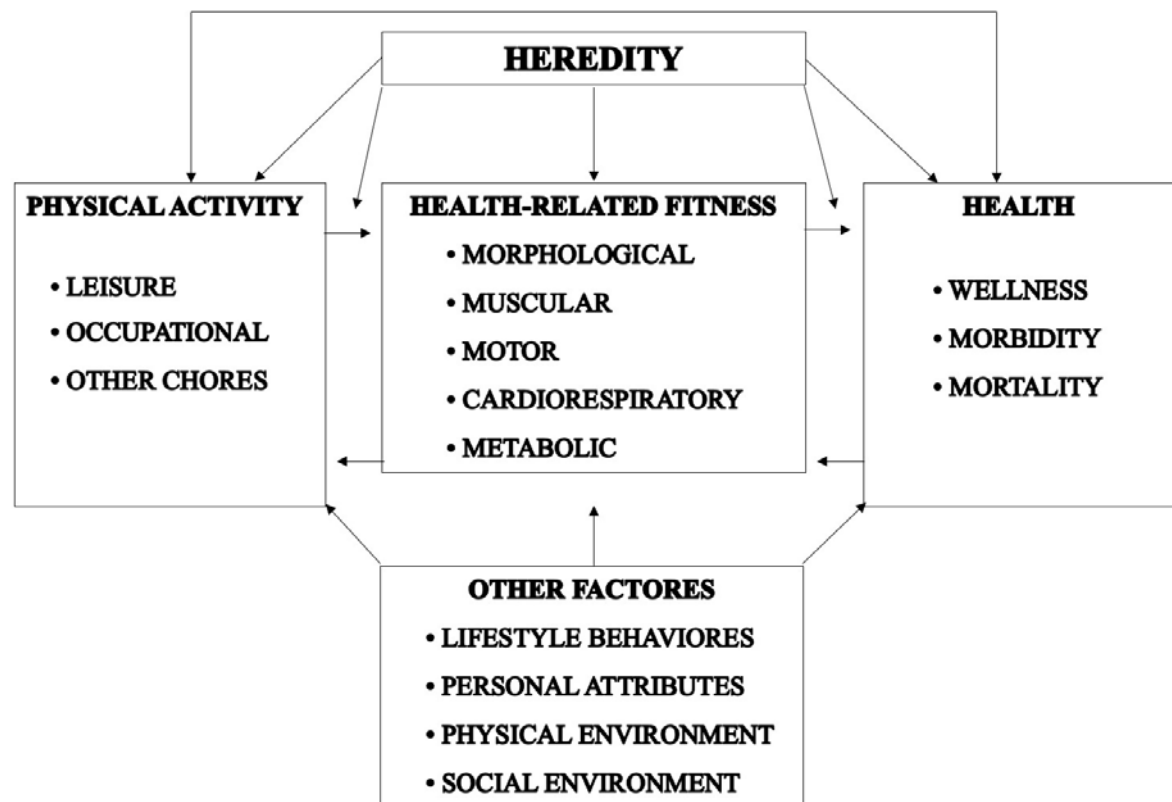 HEREDITY
PHYSICAL ACTIVITY
• LEISURE
• OCCUPATIONAL
• OTHER CHORES
HEALTH-RELATED FITNESS
• MORPHOLOGICAL
• MUSCULAR
• MOTOR
• CARDIORESPIRATORY
• METABOLIC
HEALTH
• WELLNESS
• MORBIDITY
• MORTALITY
OTHER FACTORES
• LIFESTYLE BEHAVIORES
• PERSONAL ATTRIBUTES
• PHYSICAL ENVIRONMENT
• SOCIAL ENVIRONMENT